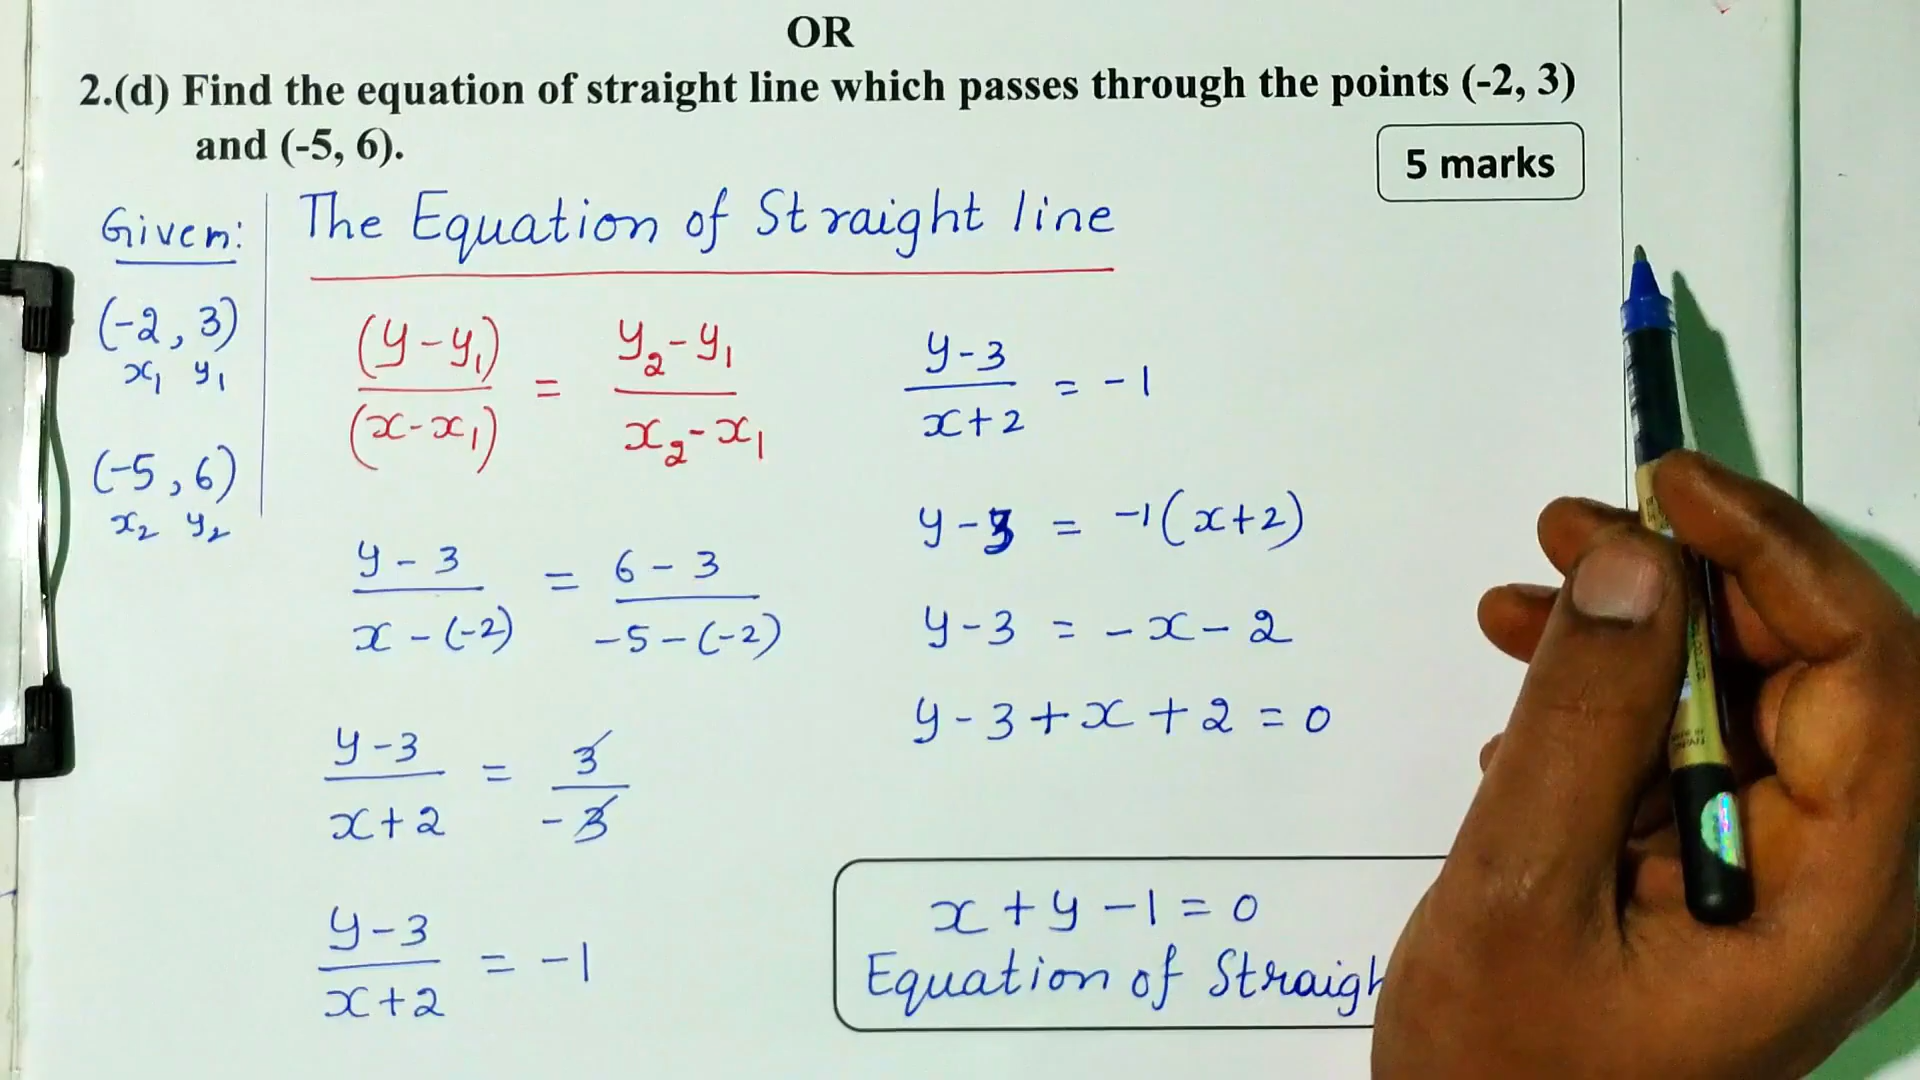 OR
2.(d) Find the equation of straight line which passes through the points (-2, 3)
and (-5, 6).
5 marks
Given:
(-2, 3)
x₁ y₁
(-5, 6)
x₂ y₂
The Equation of Straight line
(y-y₁)/(x-x₁) = (y₂-y₁)/(x₂-x₁)
(y-3)/(x-(-2)) = (6-3)/(-5-(-2))
(y-3)/(x+2) = 3/-3
(y-3)/(x+2) = -1
(y-3)/(x+2) = -1
y-3 = -1(x+2)
y-3 = -x-2
y-3+x+2=0
x+y-1=0
Equation of Straigh